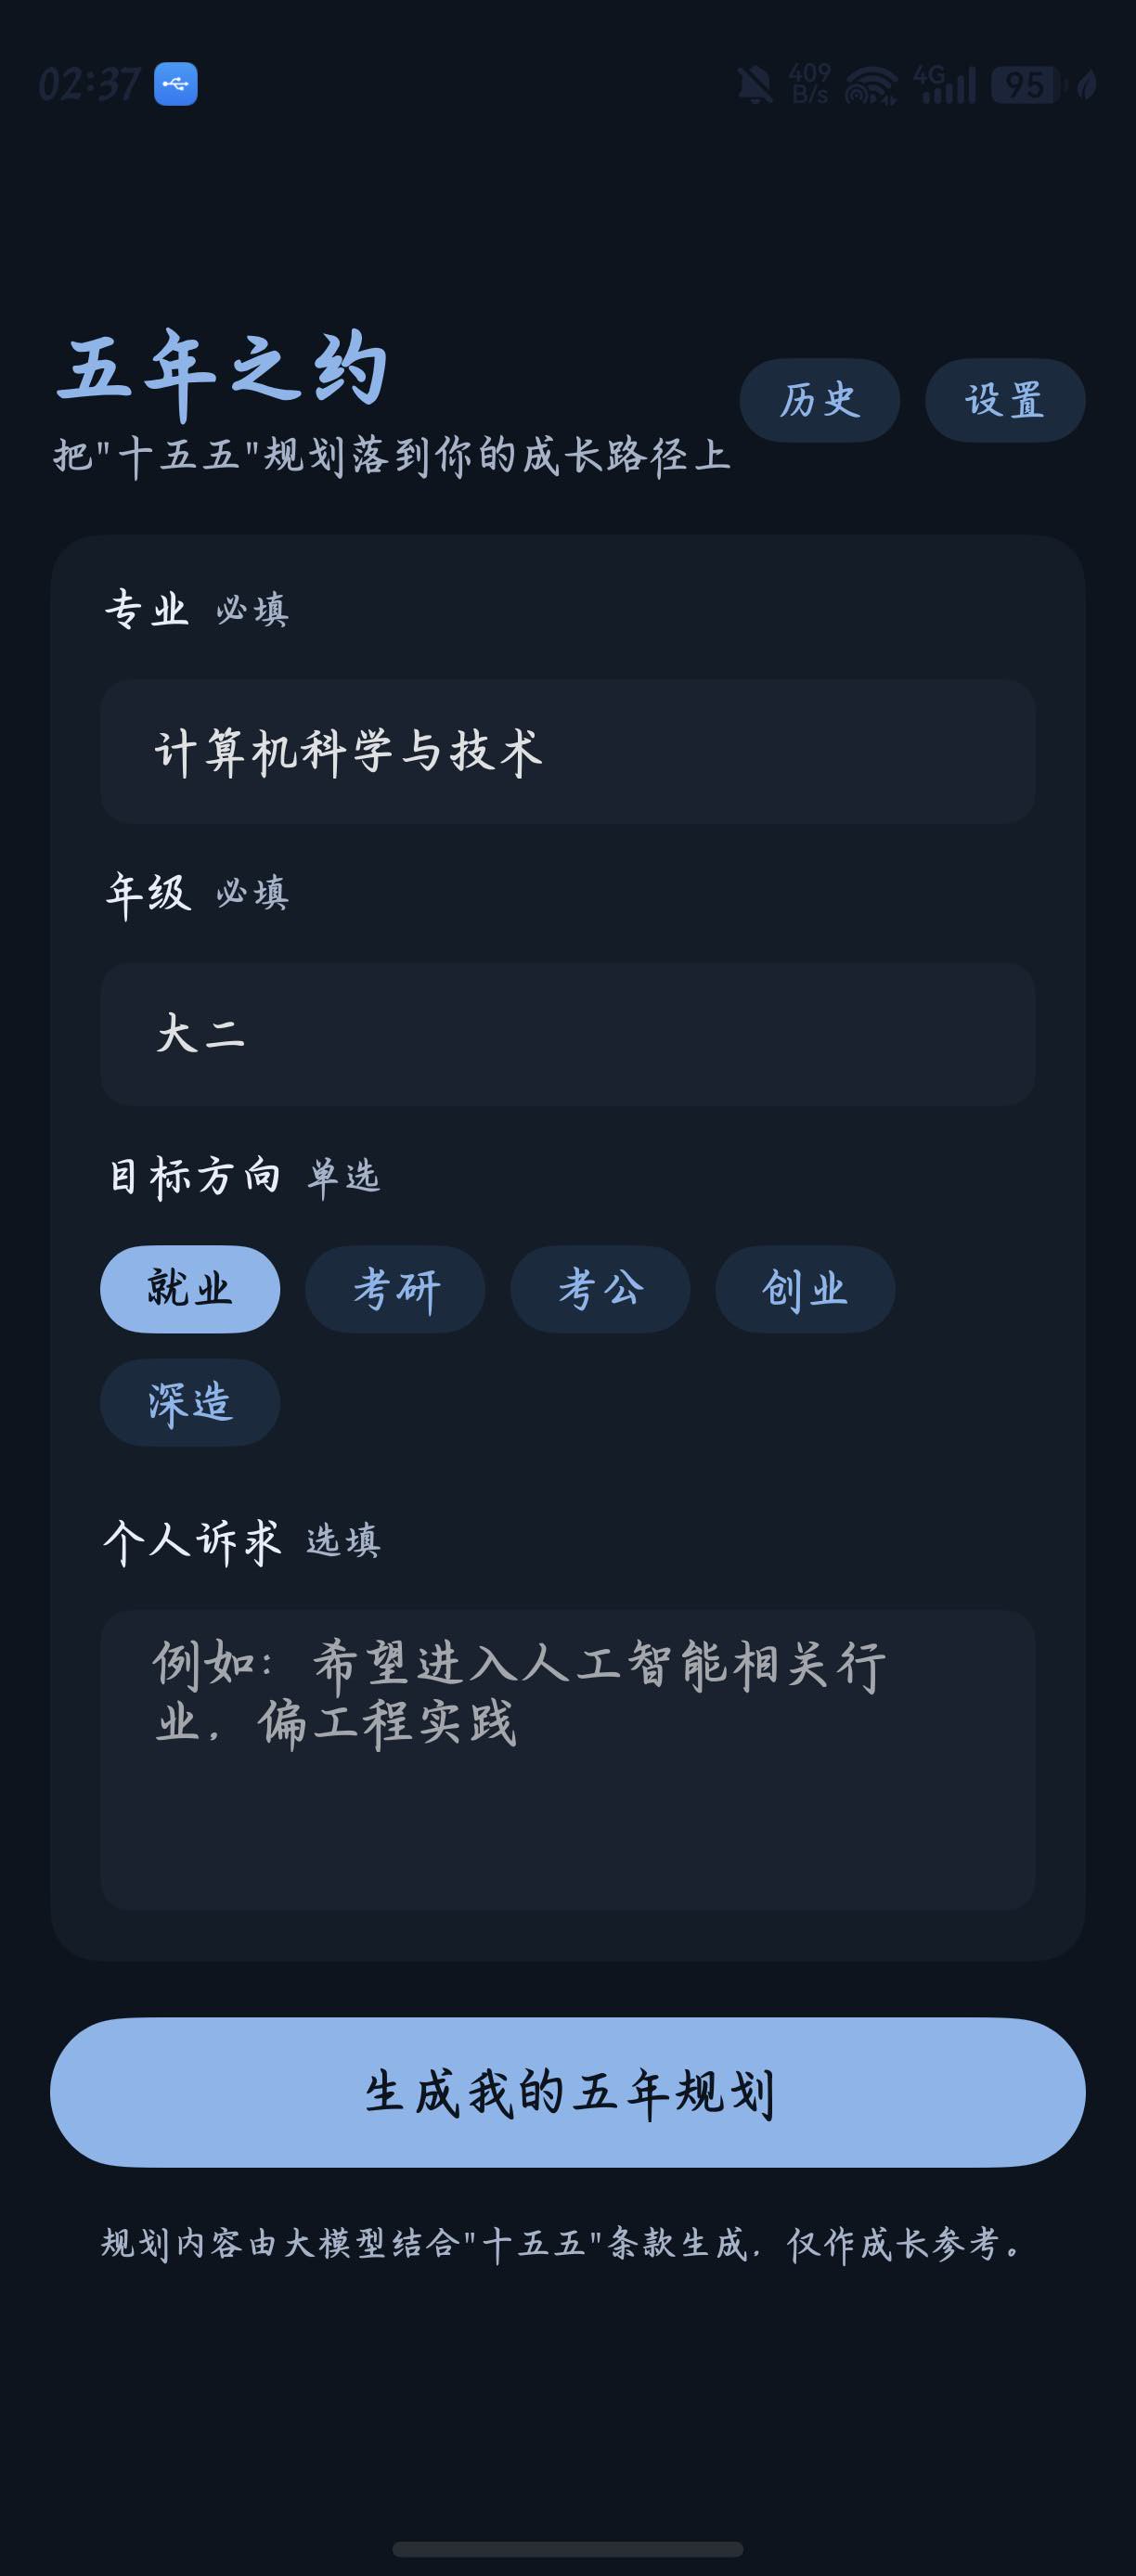 02:37
409 B/s
4G
95
五年之约
历史
设置
把"十五五"规划落到你的成长路径上
专业 必填
计算机科学与技术
年级 必填
大二
目标方向 单选
就业 考研 考公 创业
深造
个人诉求 选填
例如：希望进入人工智能相关行
业，偏工程实践
生成我的五年规划
规划内容由大模型结合"十五五"条款生成，仅作成长参考。